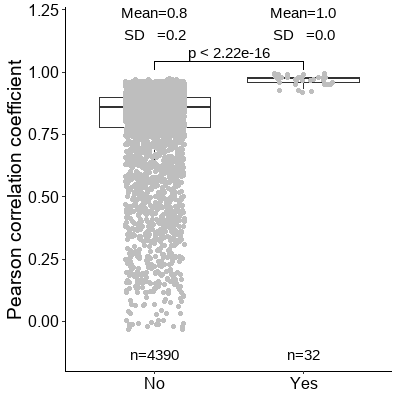 1.25
Mean=0.8 Mean=1.0
SD =0.2 SD =0.0
p < 2.22e-16
1.00
0.75
0.50
0.25
0.00
Pearson correlation coefficient
n=4390 n=32
No Yes